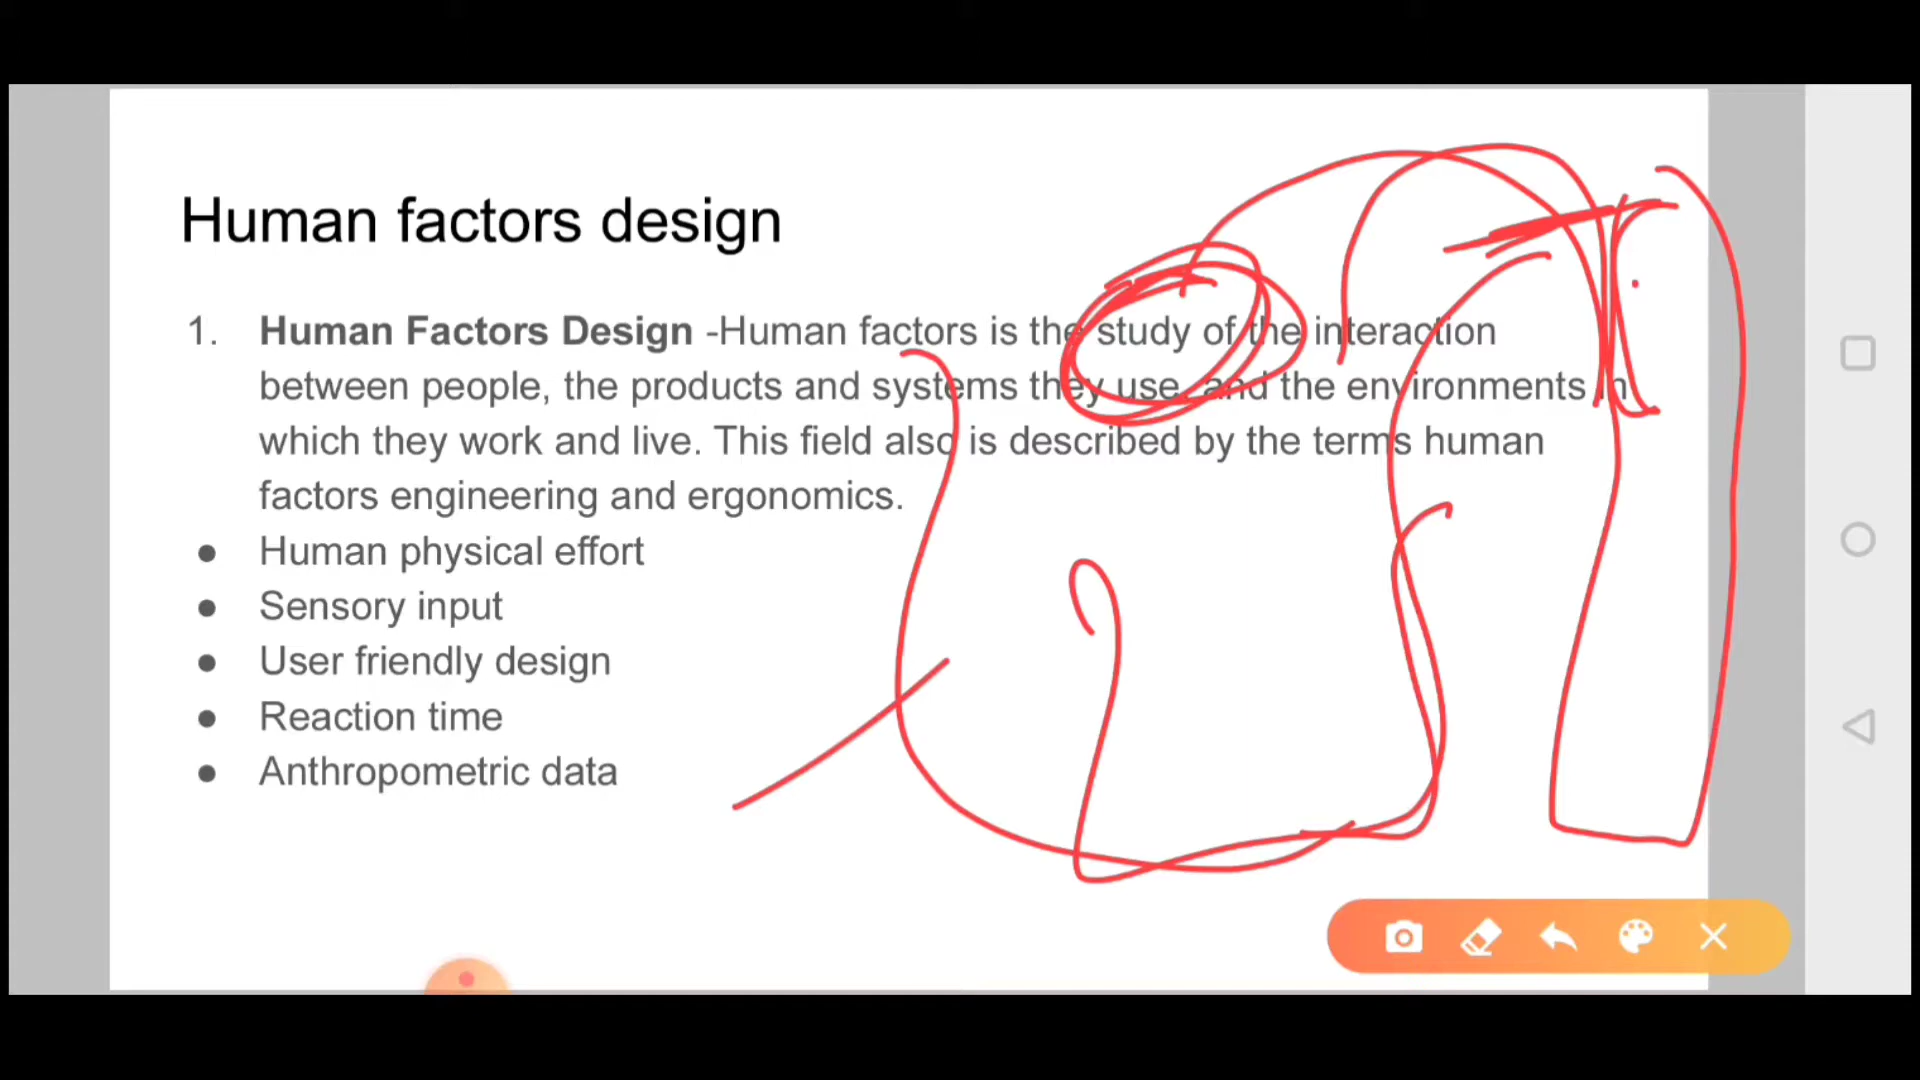 Human factors design
1. Human Factors Design -Human factors is the study of the interaction
between people, the products and systems they use, and the environments in
which they work and live. This field also is described by the terms human
factors engineering and ergonomics.
● Human physical effort
● Sensory input
● User friendly design
● Reaction time
● Anthropometric data